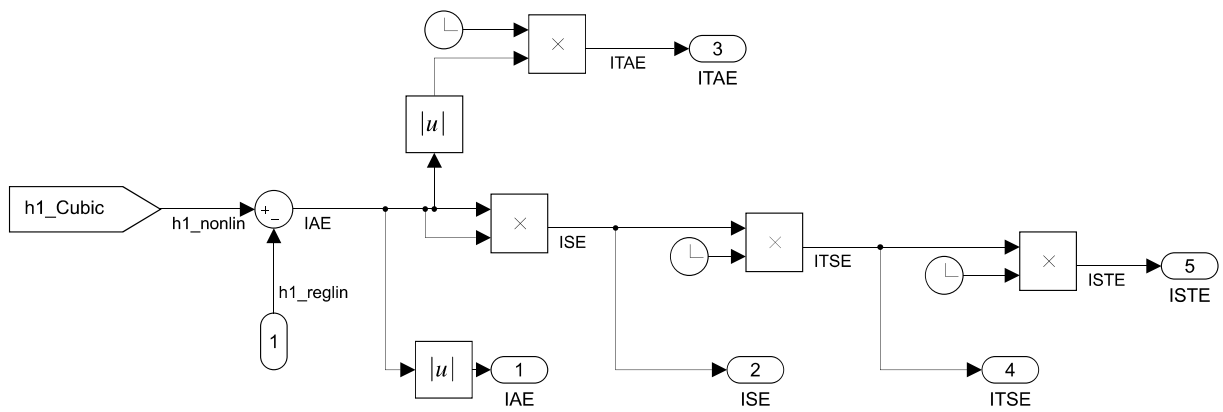 ×
ITAE
3
ITAE
|u|
h1_Cubic
h1_nonlin
+
−
IAE
×
ISE
×
ITSE
×
ISTE
5
ISTE
h1_reglin
1
|u|
1
IAE
2
ISE
4
ITSE